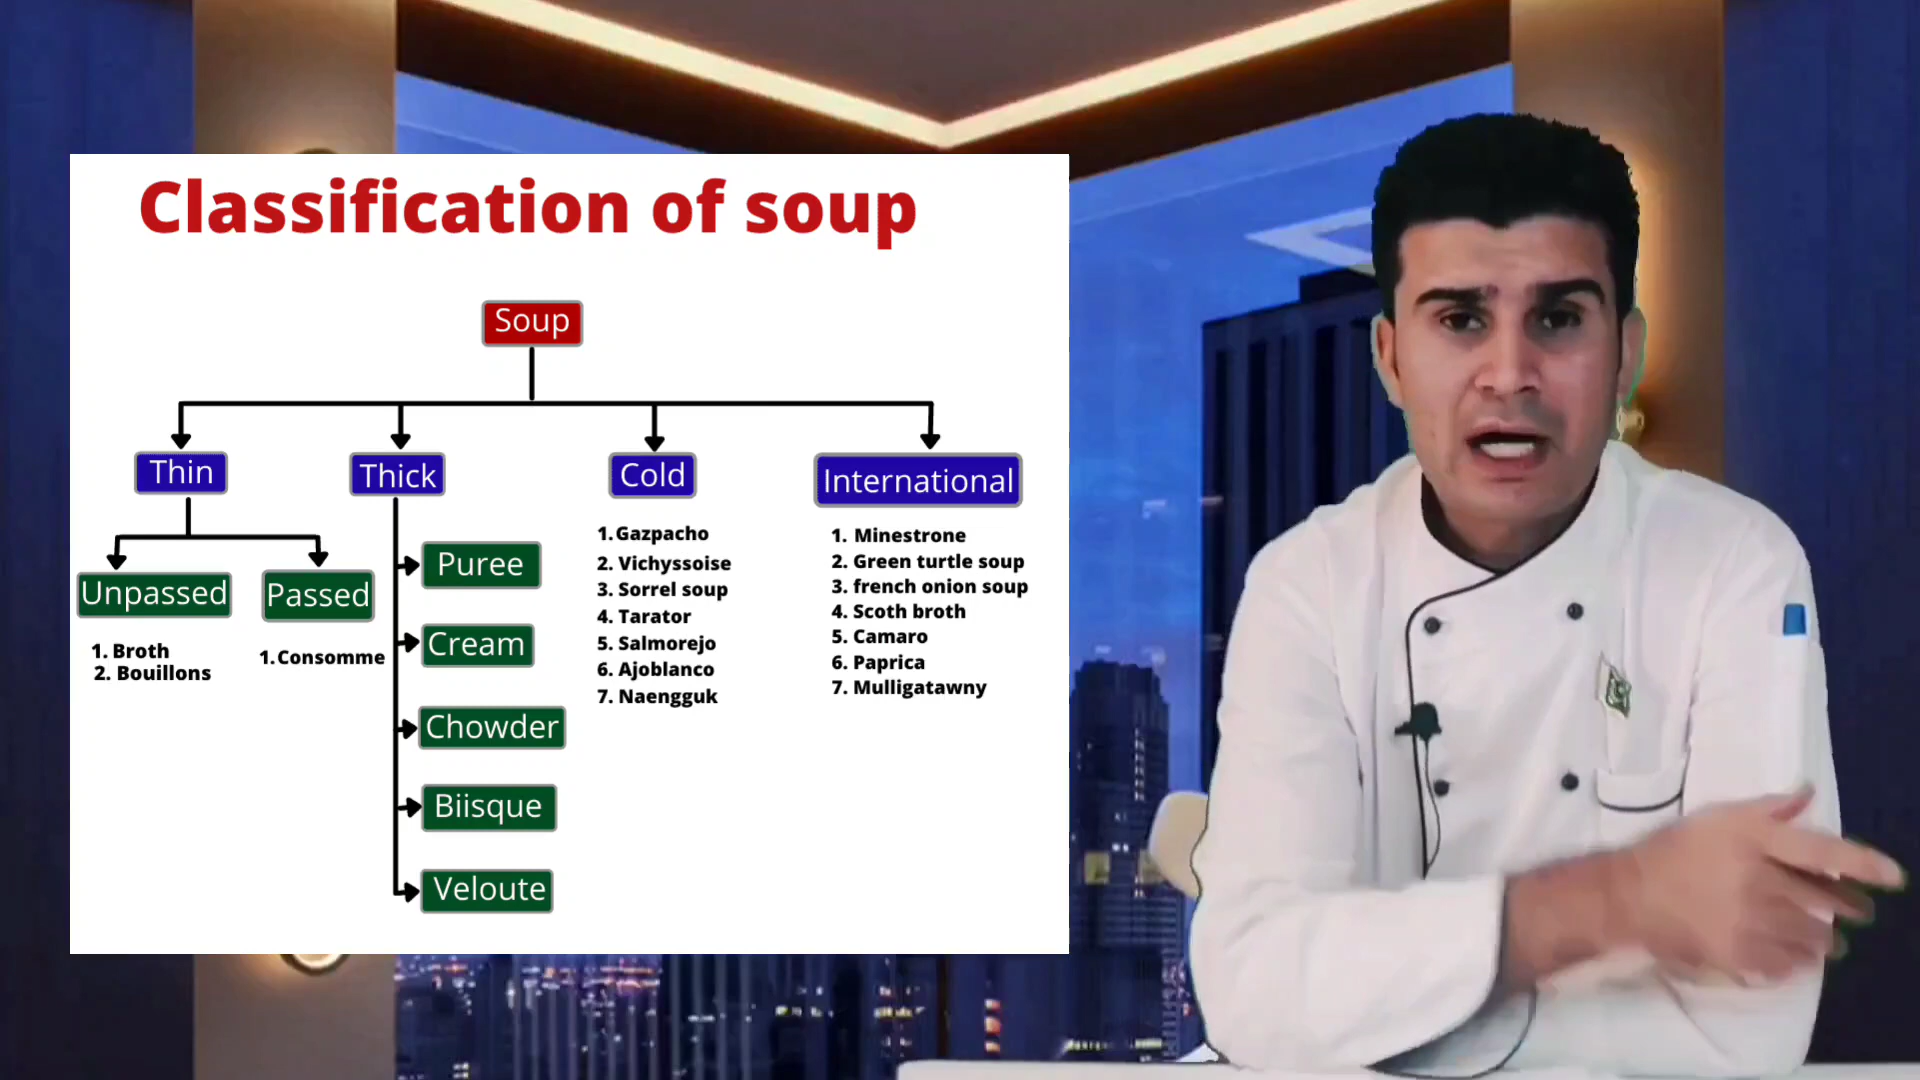 Classification of soup
Soup
Thin
Thick
Cold
International
Unpassed
Passed
1. Broth
2. Bouillons
1.Consomme
Puree
Cream
Chowder
Biisque
Veloute
1.Gazpacho
2. Vichyssoise
3. Sorrel soup
4. Tarator
5. Salmorejo
6. Ajoblanco
7. Naengguk
1. Minestrone
2. Green turtle soup
3. french onion soup
4. Scoth broth
5. Camaro
6. Paprica
7. Mulligatawny